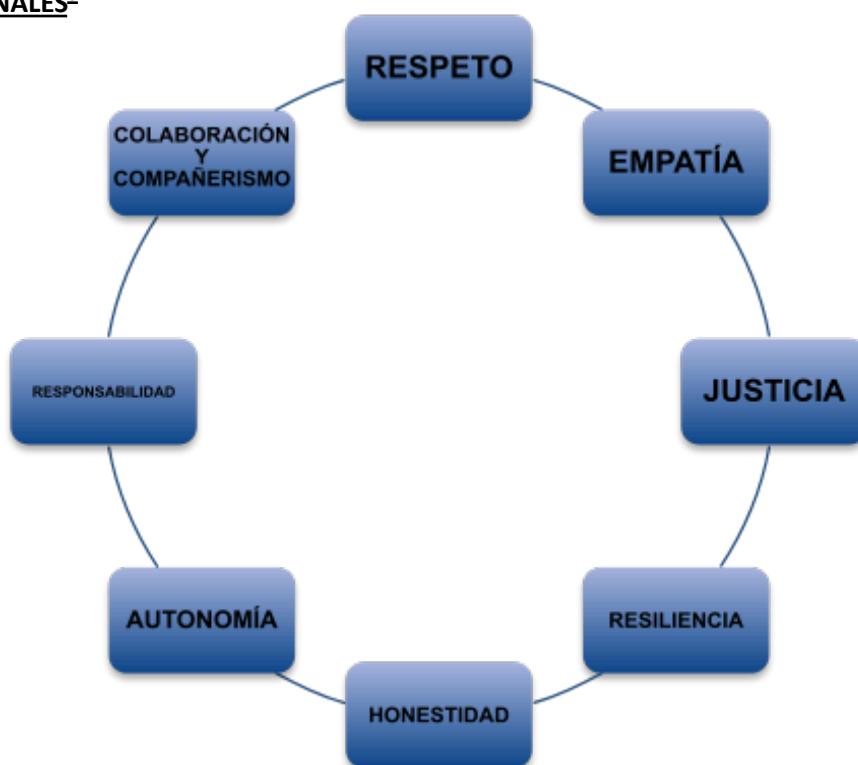 NALES
RESPETO
EMPATÍA
JUSTICIA
RESILIENCIA
HONESTIDAD
AUTONOMÍA
RESPONSABILIDAD
COLABORACIÓN
Y
COMPAÑERISMO